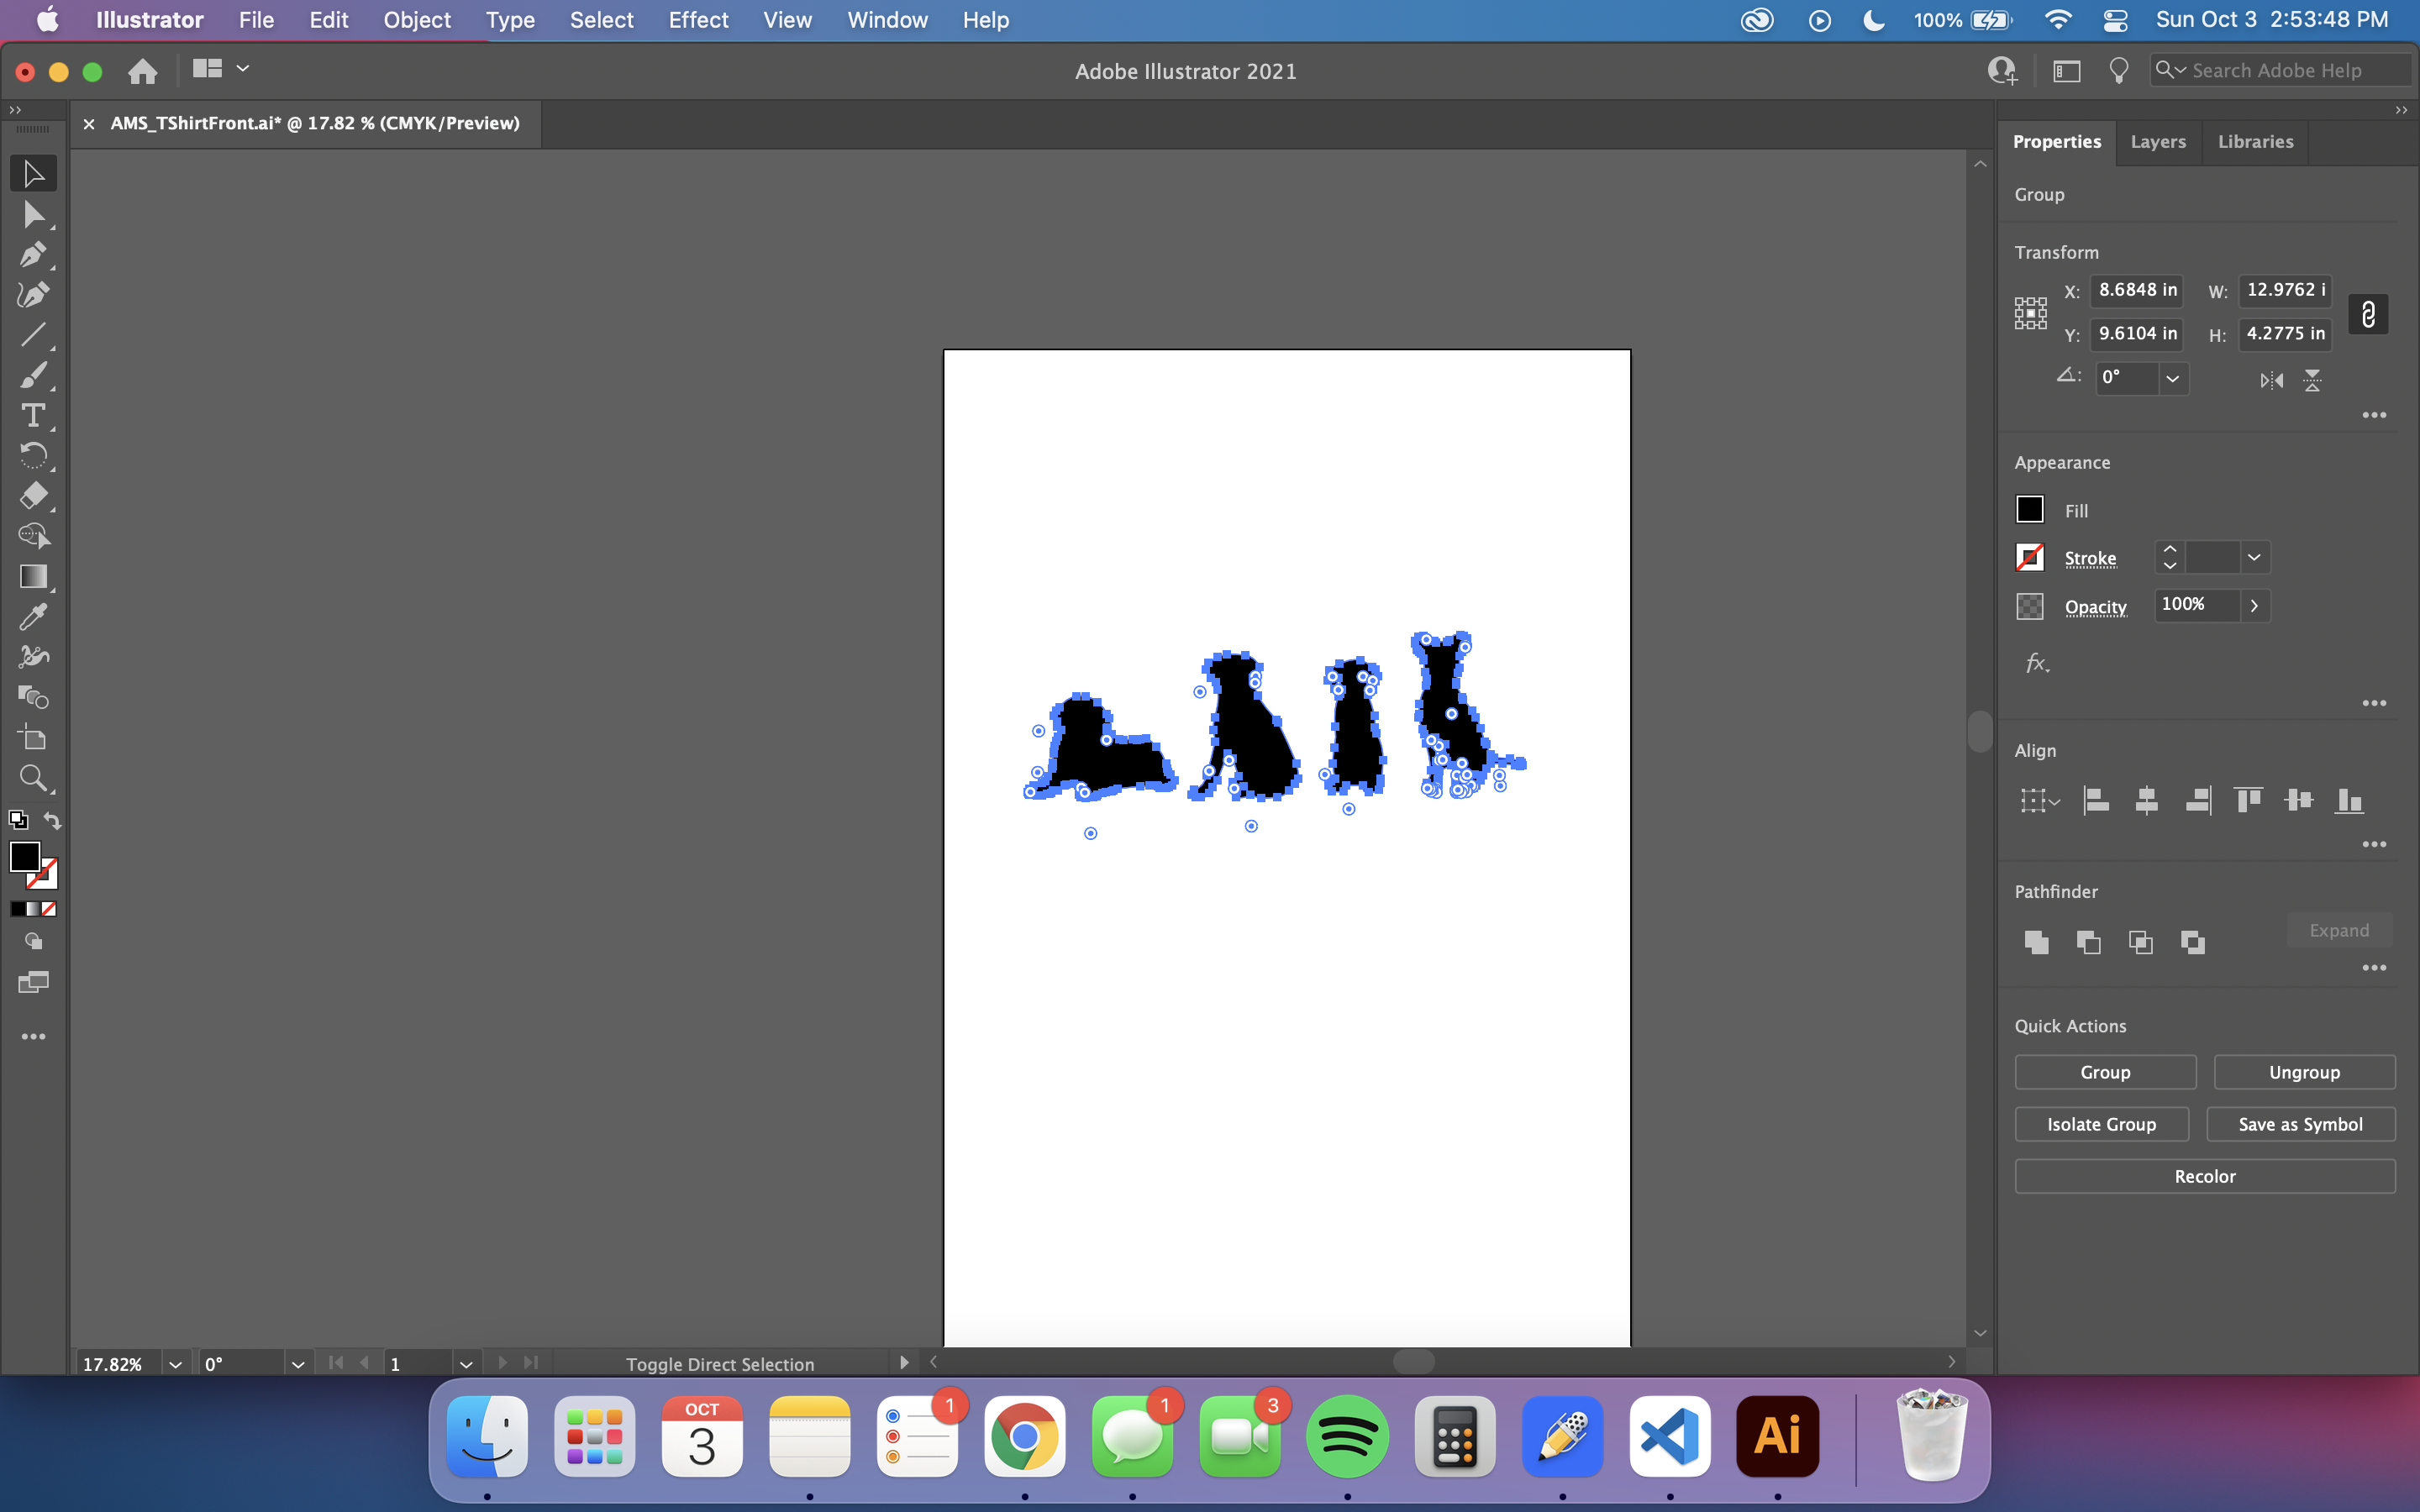 Illustrator File Edit Object Type Select Effect View Window Help 100% Sun Oct 3 2:53:48 PM
Adobe Illustrator 2021
Search Adobe Help
AMS_TShirtFront.ai* @ 17.82 % (CMYK/Preview)
Properties Layers Libraries
Group
Transform
X: 8.6848 in W: 12.9762 i
Y: 9.6104 in H: 4.2775 in
0°
Appearance
Fill
Stroke
Opacity 100%
fx.
Align
Pathfinder
Expand
Quick Actions
Group Ungroup
Isolate Group Save as Symbol
Recolor
17.82% 0° 1 Toggle Direct Selection
OCT
3
1
1
3
Ai